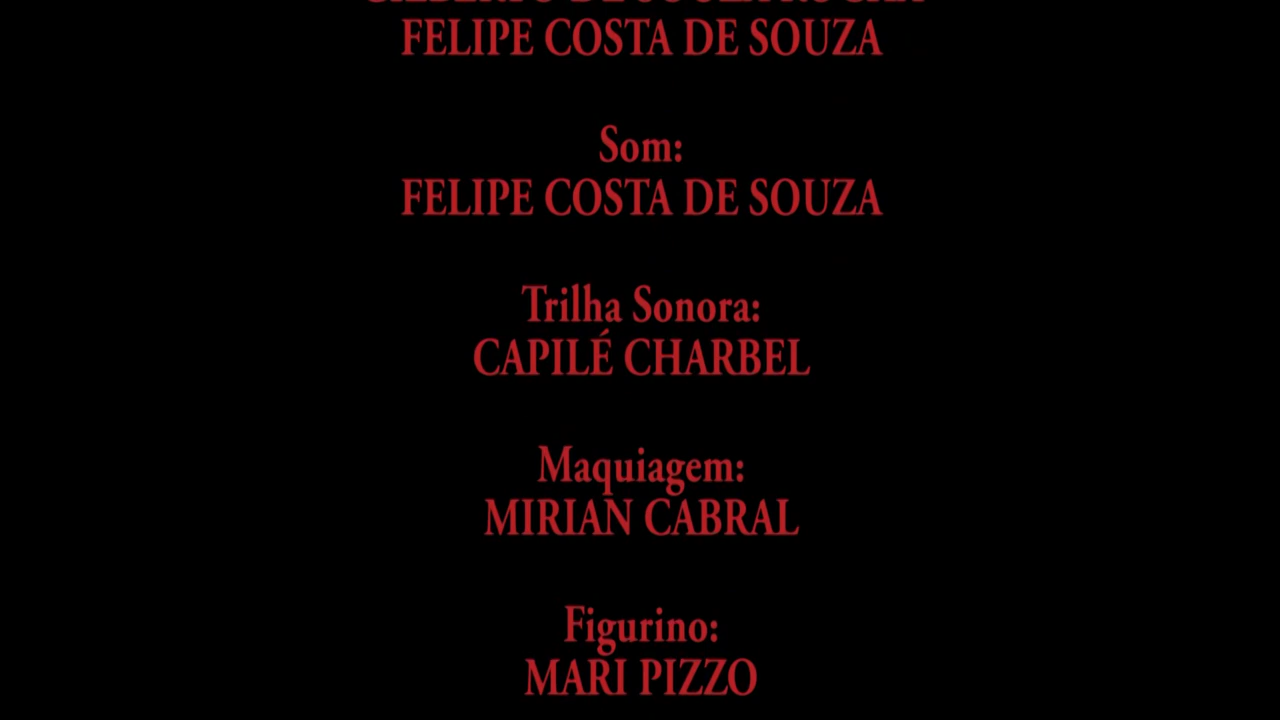 FELIPE COSTA DE SOUZA
Som:
FELIPE COSTA DE SOUZA
Trilha Sonora:
CAPILÉ CHARBEL
Maquiagem:
MIRIAN CABRAL
Figurino:
MARI PIZZO